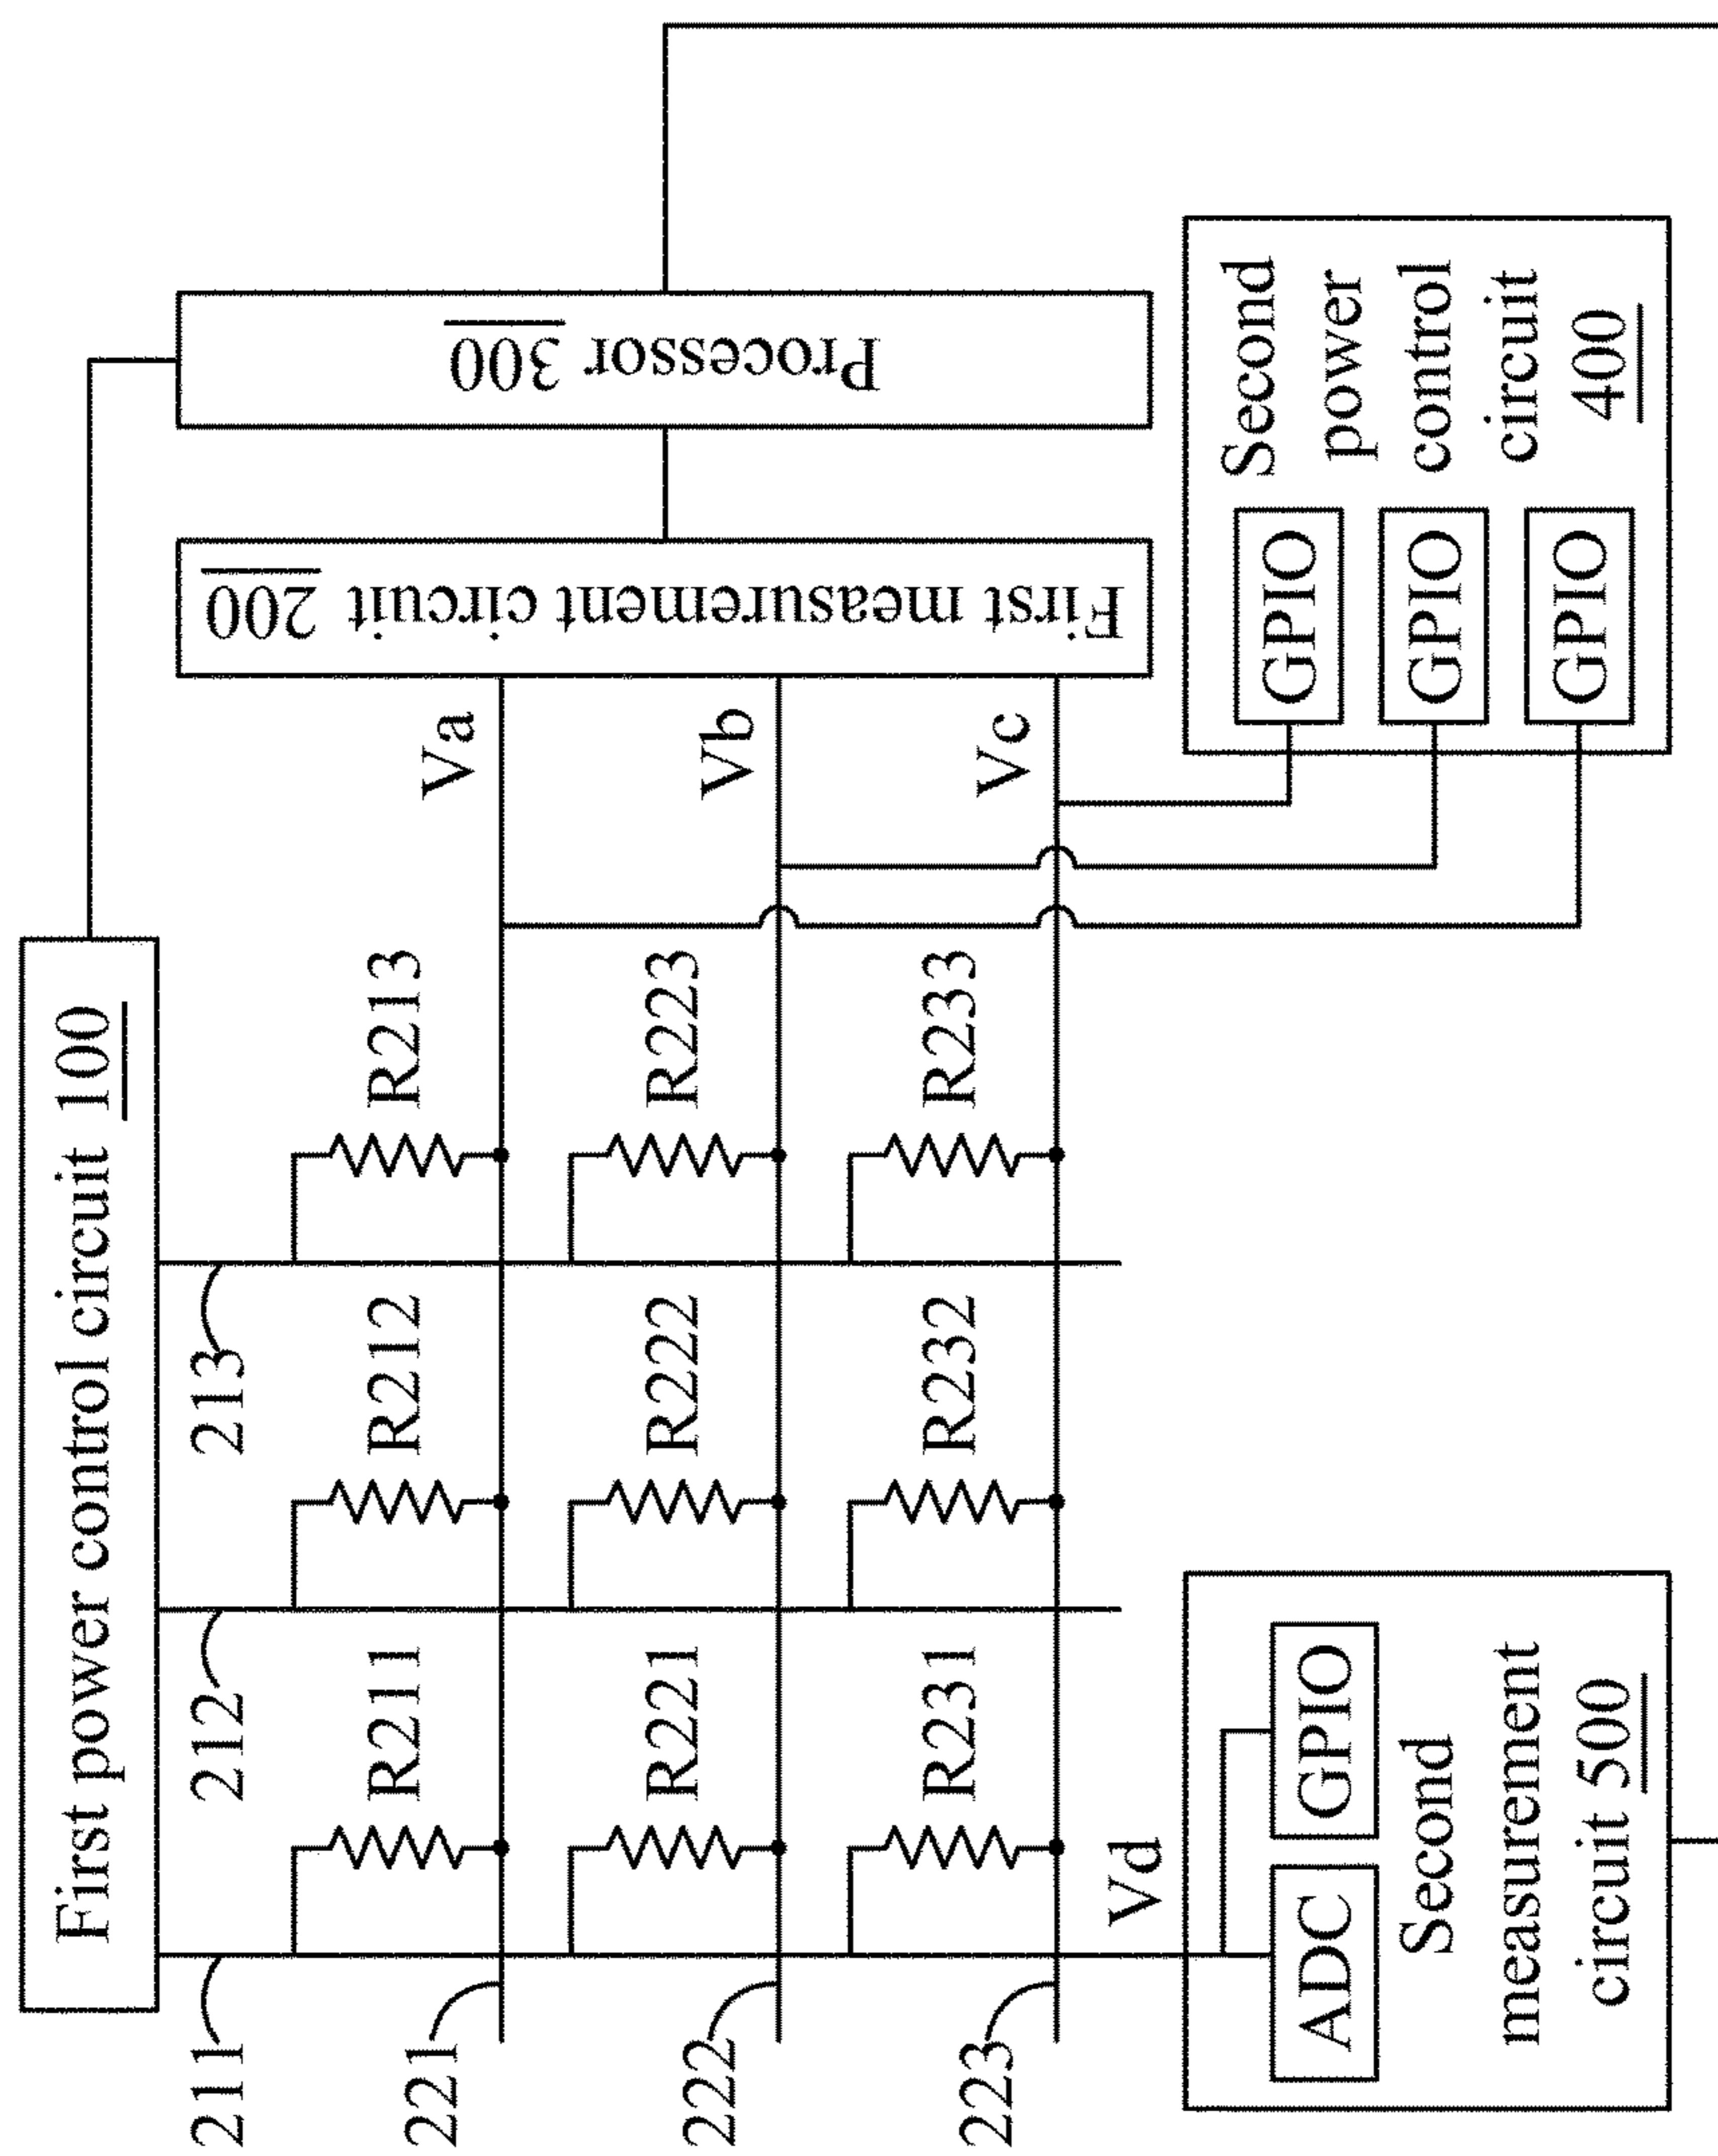 First power control circuit 100
211
212
213
R211
R212
R213
221
Va
R221
R222
R223
222
Vb
R231
R232
R233
223
Vc
First measurement circuit 200
Processor 300
Vd
ADC
GPIO
Second
measurement
circuit 500
GPIO
GPIO
GPIO
Second
power
control
circuit
400